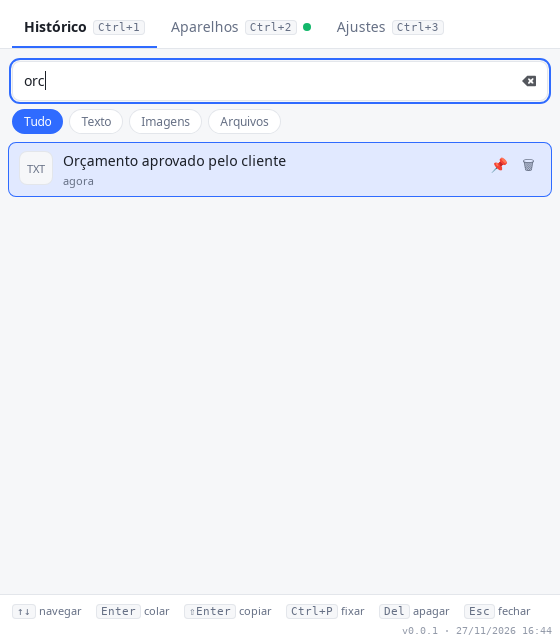 Histórico Ctrl+1 Aparelhos Ctrl+2 Ajustes Ctrl+3
orc
Tudo Texto Imagens Arquivos
TXT Orçamento aprovado pelo cliente
agora
↑↓ navegar Enter colar ⇧Enter copiar Ctrl+P fixar Del apagar Esc fechar
v0.0.1 · 27/11/2026 16:44